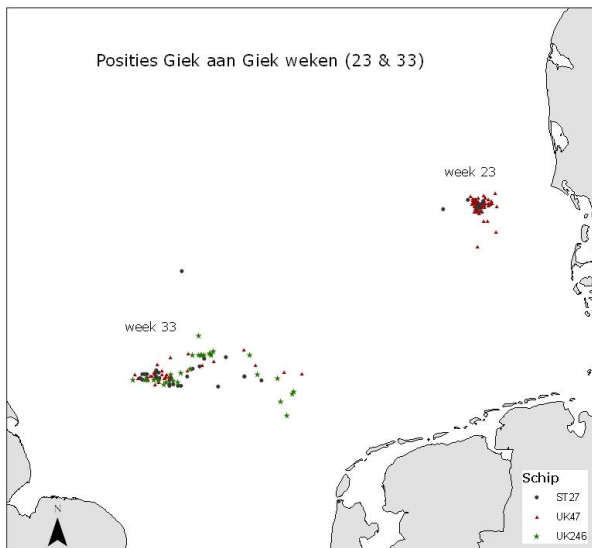 Posities Giek aan Giek weken (23 & 33)
week 23
week 33
N
Schip
ST27
UK47
UK246